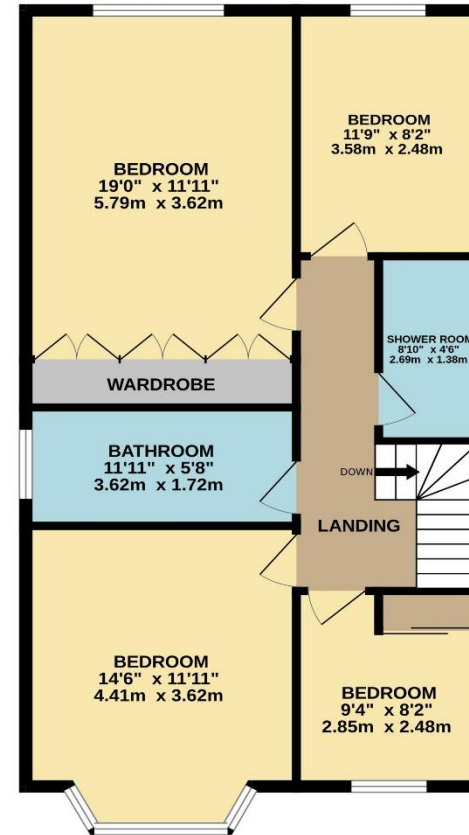 BEDROOM
19'0" x 11'11"
5.79m x 3.62m
BEDROOM
11'9" x 8'2"
3.58m x 2.48m
SHOWER ROOM
8'10" x 4'6"
2.69m x 1.38m
WARDROBE
BATHROOM
11'11" x 5'8"
3.62m x 1.72m
DOWN
LANDING
BEDROOM
14'6" x 11'11"
4.41m x 3.62m
BEDROOM
9'4" x 8'2"
2.85m x 2.48m